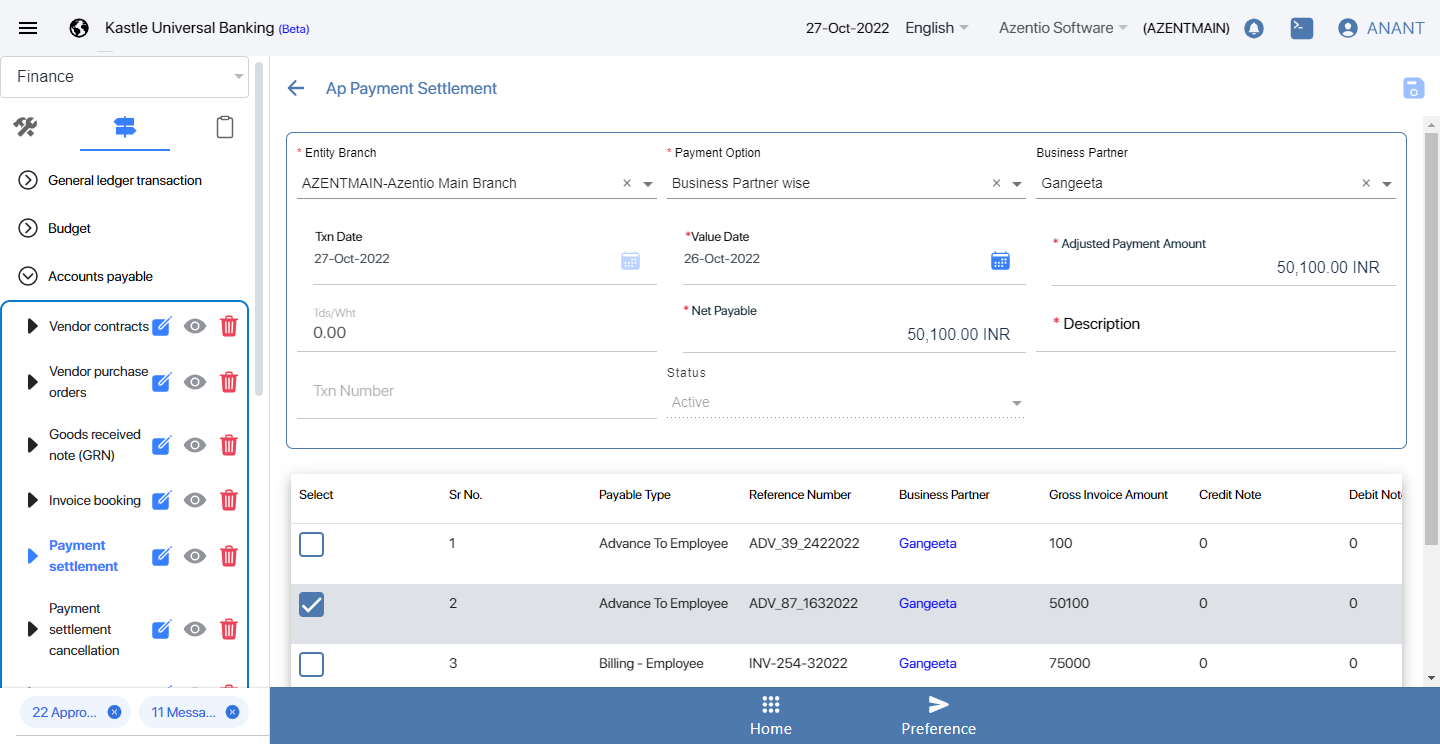 Kastle Universal Banking (Beta)
27-Oct-2022 English Azentio Software (AZENTMAIN) ANANT
Finance
General ledger transaction
Budget
Accounts payable
Vendor contracts
Vendor purchase
orders
Goods received
note (GRN)
Invoice booking
Payment
settlement
Payment
settlement
cancellation
22 Appro...
11 Messa...
Ap Payment Settlement
* Entity Branch
AZENTMAIN-Azentio Main Branch
* Payment Option
Business Partner wise
Business Partner
Gangeeta
Txn Date
27-Oct-2022
*Value Date
26-Oct-2022
* Adjusted Payment Amount
50,100.00 INR
Tds/Wht
0.00
* Net Payable
50,100.00 INR
* Description
Txn Number
Status
Active
Select Sr No. Payable Type Reference Number Business Partner Gross Invoice Amount Credit Note Debit Not
1 Advance To Employee ADV_39_2422022 Gangeeta 100 0 0
2 Advance To Employee ADV_87_1632022 Gangeeta 50100 0 0
3 Billing - Employee INV-254-32022 Gangeeta 75000 0 0
Home
Preference